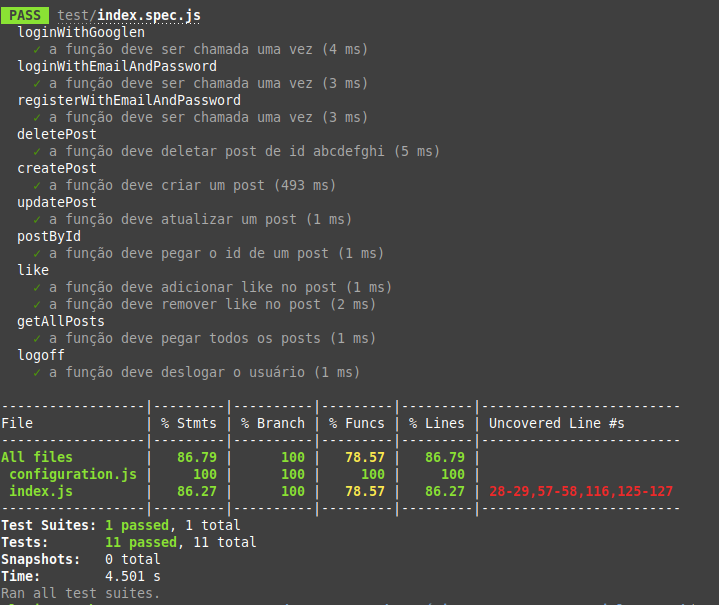 PASS test/index.spec.js
loginWithGooglen
✓ a função deve ser chamada uma vez (4 ms)
loginWithEmailAndPassword
✓ a função deve ser chamada uma vez (3 ms)
registerWithEmailAndPassword
✓ a função deve ser chamada uma vez (3 ms)
deletePost
✓ a função deve deletar post de id abcdefghi (5 ms)
createPost
✓ a função deve criar um post (493 ms)
updatePost
✓ a função deve atualizar um post (1 ms)
postById
✓ a função deve pegar o id de um post (1 ms)
like
✓ a função deve adicionar like no post (1 ms)
✓ a função deve remover like no post (2 ms)
getAllPosts
✓ a função deve pegar todos os posts (1 ms)
logoff
✓ a função deve deslogar o usuário (1 ms)
------------------|---------|----------|---------|---------|-------------------------
File | % Stmts | % Branch | % Funcs | % Lines | Uncovered Line #s
------------------|---------|----------|---------|---------|-------------------------
All files | 86.79 | 100 | 78.57 | 86.79 |
configuration.js | 100 | 100 | 100 | 100 |
index.js | 86.27 | 100 | 78.57 | 86.27 | 28-29,57-58,116,125-127
------------------|---------|----------|---------|---------|-------------------------
Test Suites: 1 passed, 1 total
Tests: 11 passed, 11 total
Snapshots: 0 total
Time: 4.501 s
Ran all test suites.